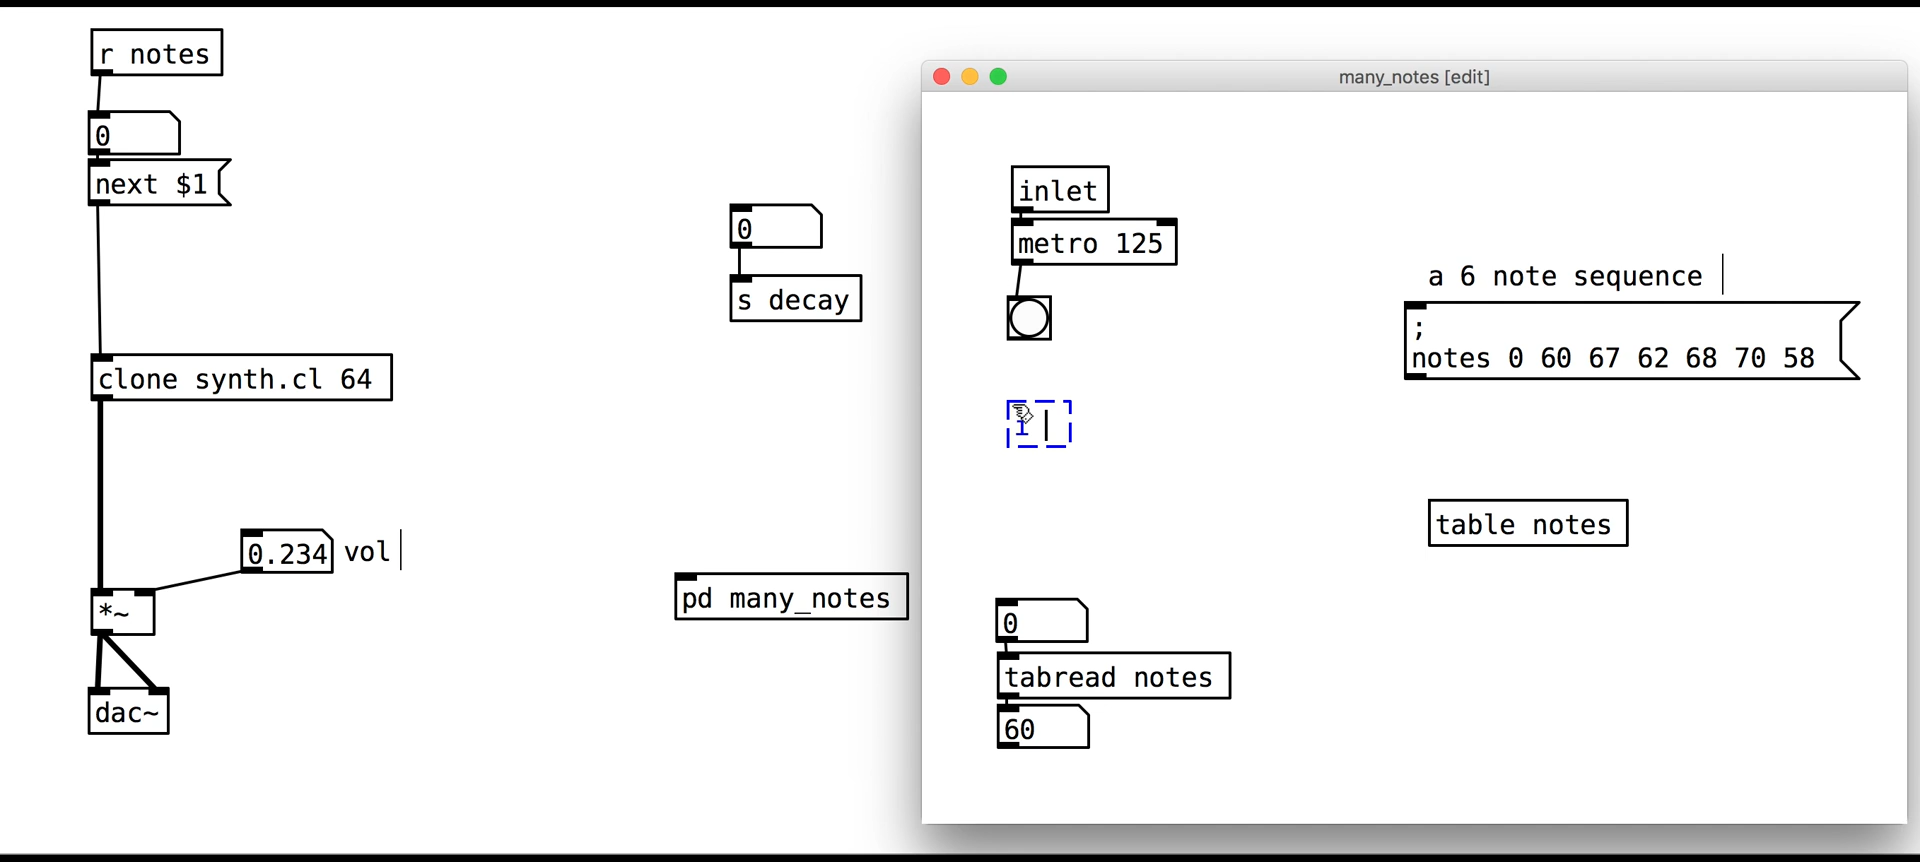 r notes
0
next $1
clone synth.cl 64
0.234 vol
*~
dac~
0
s decay
pd many_notes
many_notes [edit]
inlet
metro 125
i
0
tabread notes
60
a 6 note sequence
;
notes 0 60 67 62 68 70 58
table notes